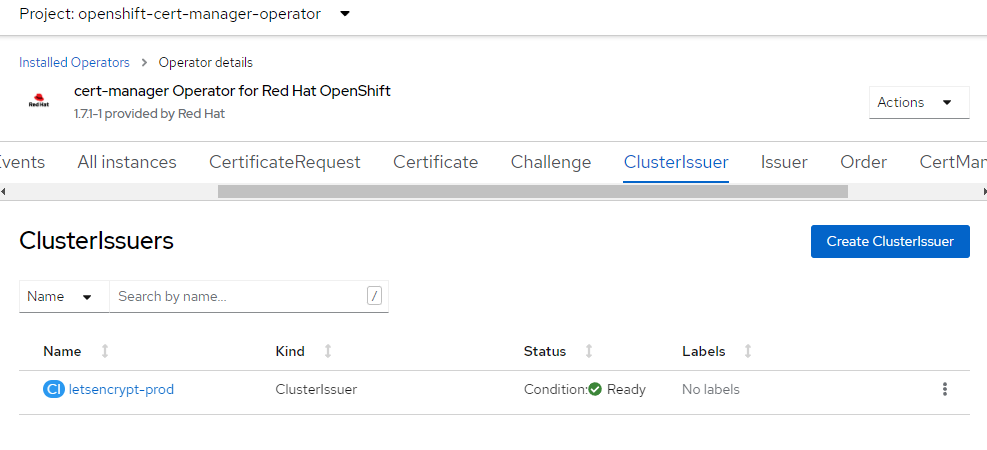 Project: openshift-cert-manager-operator
Installed Operators > Operator details
Red Hat
cert-manager Operator for Red Hat OpenShift
1.7.1-1 provided by Red Hat
Actions
Events All instances CertificateRequest Certificate Challenge ClusterIssuer Issuer Order CertMan
ClusterIssuers
Create ClusterIssuer
Name Search by name... /
Name Kind Status Labels
CI letsencrypt-prod ClusterIssuer Condition: Ready No labels